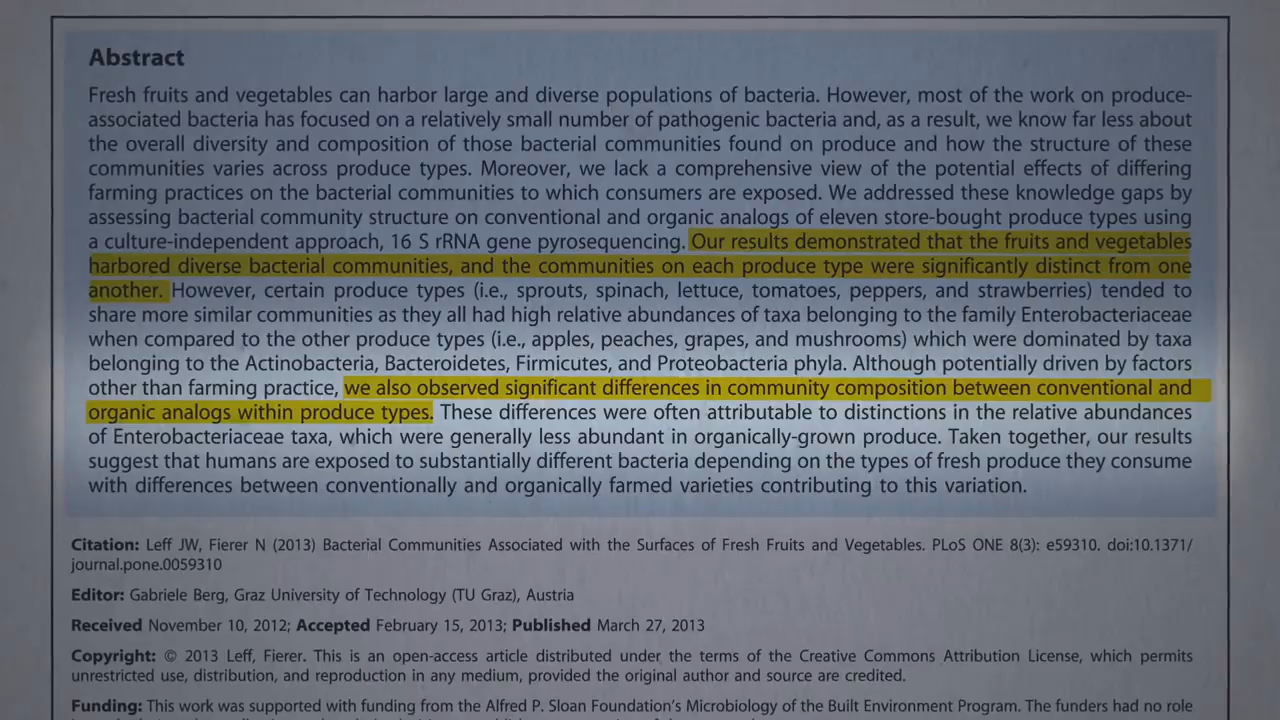 Abstract
Fresh fruits and vegetables can harbor large and diverse populations of bacteria. However, most of the work on produce-
associated bacteria has focused on a relatively small number of pathogenic bacteria and, as a result, we know far less about
the overall diversity and composition of those bacterial communities found on produce and how the structure of these
communities varies across produce types. Moreover, we lack a comprehensive view of the potential effects of differing
farming practices on the bacterial communities to which consumers are exposed. We addressed these knowledge gaps by
assessing bacterial community structure on conventional and organic analogs of eleven store-bought produce types using
a culture-independent approach, 16 S rRNA gene pyrosequencing. Our results demonstrated that the fruits and vegetables
harbored diverse bacterial communities, and the communities on each produce type were significantly distinct from one
another. However, certain produce types (i.e., sprouts, spinach, lettuce, tomatoes, peppers, and strawberries) tended to
share more similar communities as they all had high relative abundances of taxa belonging to the family Enterobacteriaceae
when compared to the other produce types (i.e., apples, peaches, grapes, and mushrooms) which were dominated by taxa
belonging to the Actinobacteria, Bacteroidetes, Firmicutes, and Proteobacteria phyla. Although potentially driven by factors
other than farming practice, we also observed significant differences in community composition between conventional and
organic analogs within produce types. These differences were often attributable to distinctions in the relative abundances
of Enterobacteriaceae taxa, which were generally less abundant in organically-grown produce. Taken together, our results
suggest that humans are exposed to substantially different bacteria depending on the types of fresh produce they consume
with differences between conventionally and organically farmed varieties contributing to this variation.
Citation: Leff JW, Fierer N (2013) Bacterial Communities Associated with the Surfaces of Fresh Fruits and Vegetables. PLoS ONE 8(3): e59310. doi:10.1371/
journal.pone.0059310
Editor: Gabriele Berg, Graz University of Technology (TU Graz), Austria
Received November 10, 2012; Accepted February 15, 2013; Published March 27, 2013
Copyright: © 2013 Leff, Fierer. This is an open-access article distributed under the terms of the Creative Commons Attribution License, which permits
unrestricted use, distribution, and reproduction in any medium, provided the original author and source are credited.
Funding: This work was supported with funding from the Alfred P. Sloan Foundation's Microbiology of the Built Environment Program. The funders had no role